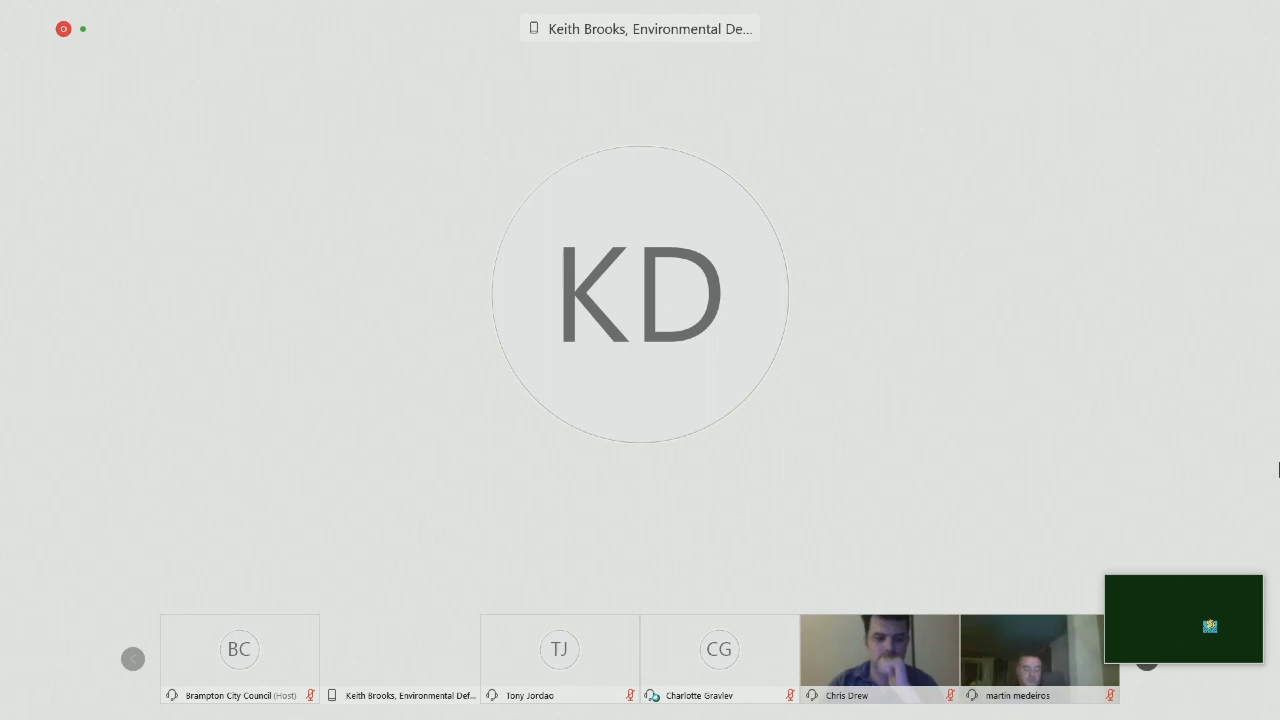 Keith Brooks, Environmental De...
KD
BC
TJ
CG
Brampton City Council (Host)
Keith Brooks, Environmental Def...
Tony Jordao
Charlotte Gravlev
Chris Drew
martin medeiros